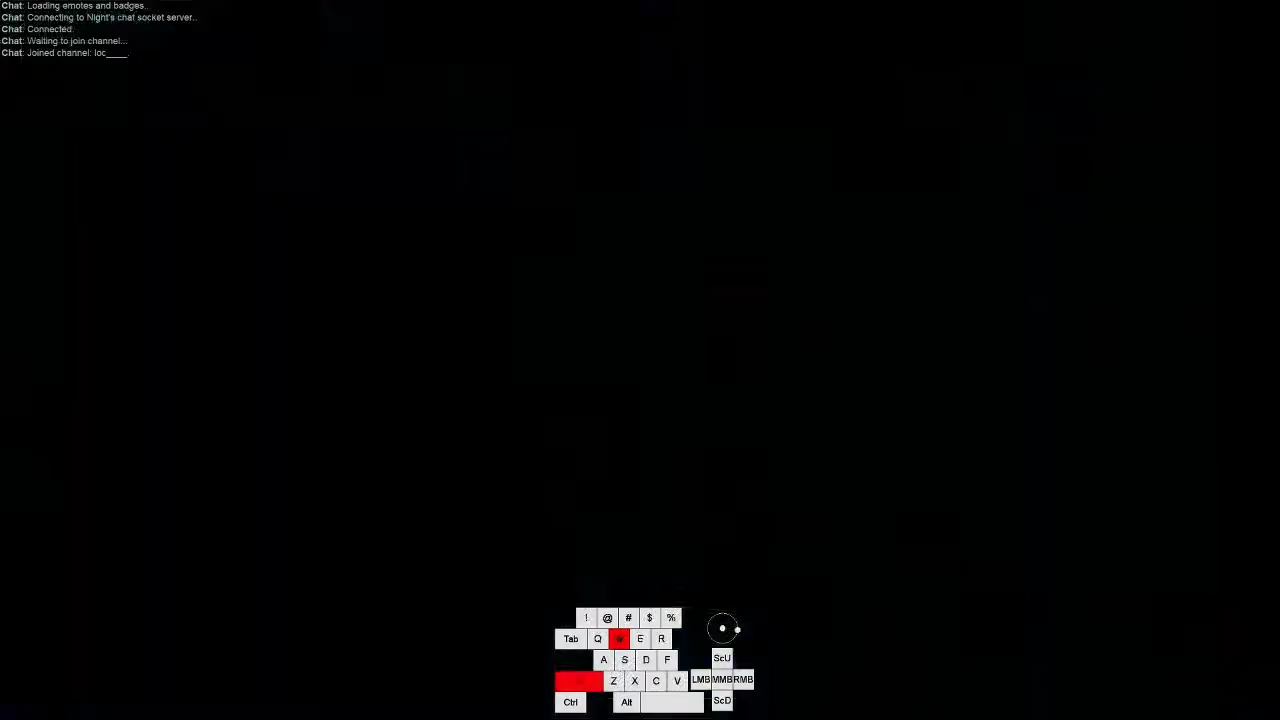 Chat: Loading emotes and badges..
Chat: Connecting to Night's chat socket server..
Chat: Connected.
Chat: Waiting to join channel...
Chat: Joined channel: loc____.
! @ # $ %
Tab Q W E R
A S D F
Z X C V
Ctrl Alt
ScU
LMB MMB RMB
ScD